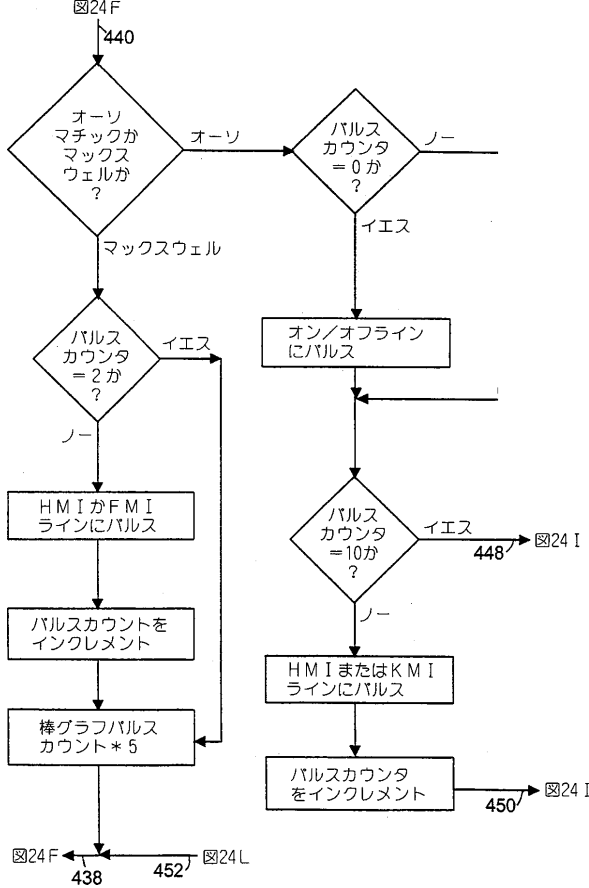 図24F
440
オーソ
マチックか
マックス
ウェルか
?
オーソ
パルス
カウンタ
=0か
?
ノー
イエス
マックスウェル
オン/オフライン
にパルス
パルス
カウンタ
=2か
?
イエス
ノー
HMIかFMI
ラインにパルス
パルス
カウンタ
=10か
?
イエス
448
図24I
ノー
パルスカウントを
インクレメント
HMIまたはKMI
ラインにパルス
棒グラフパルス
カウント*5
パルスカウンタ
をインクレメント
450
図24I
図24F
438
452
図24L